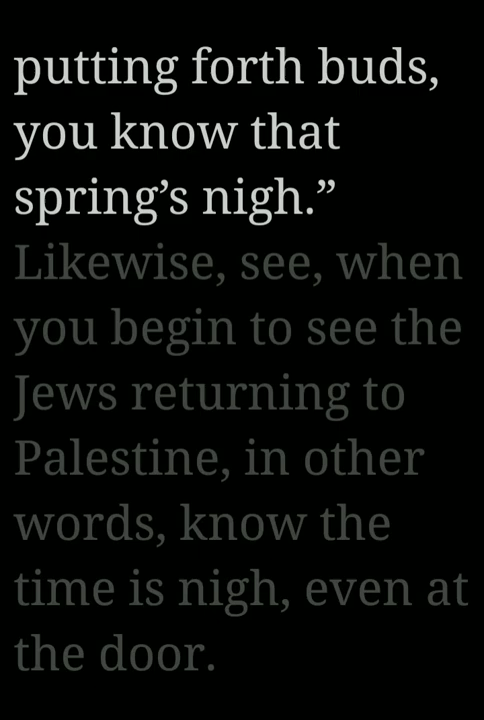 putting forth buds,
you know that
spring’s nigh.”
Likewise, see, when
you begin to see the
Jews returning to
Palestine, in other
words, know the
time is nigh, even at
the door.